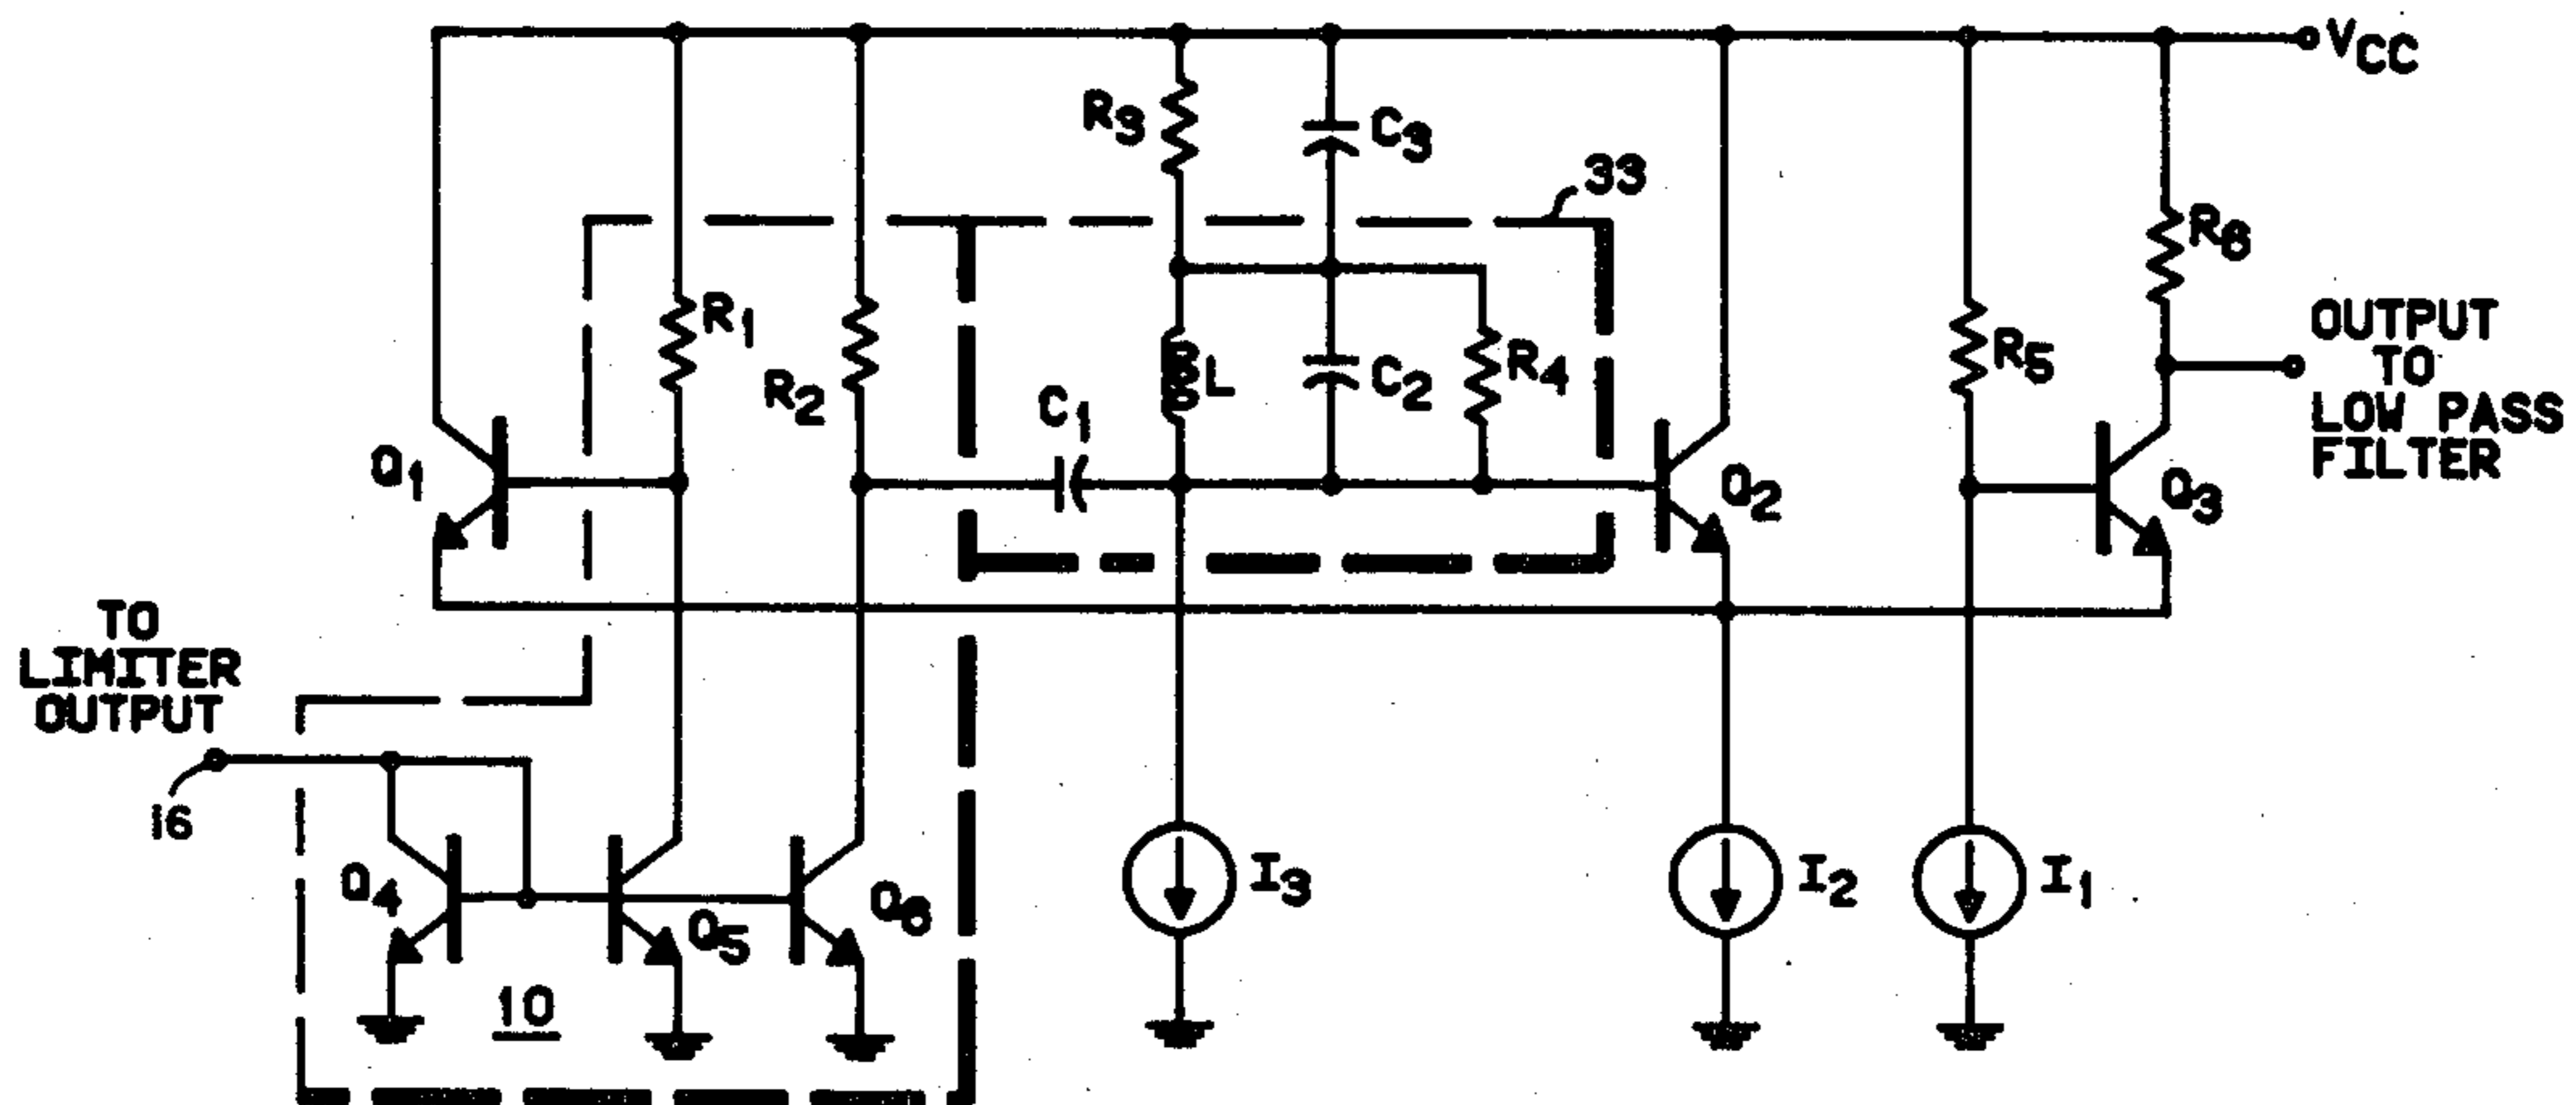 VCC
R3
C3
33
R6
R1
R5
OUTPUT
TO
LOW PASS
FILTER
R2
C1
L
C2
R4
Q1
Q2
Q3
TO
LIMITER
OUTPUT
16
Q4
Q5
Q6
I3
I2
I1
10